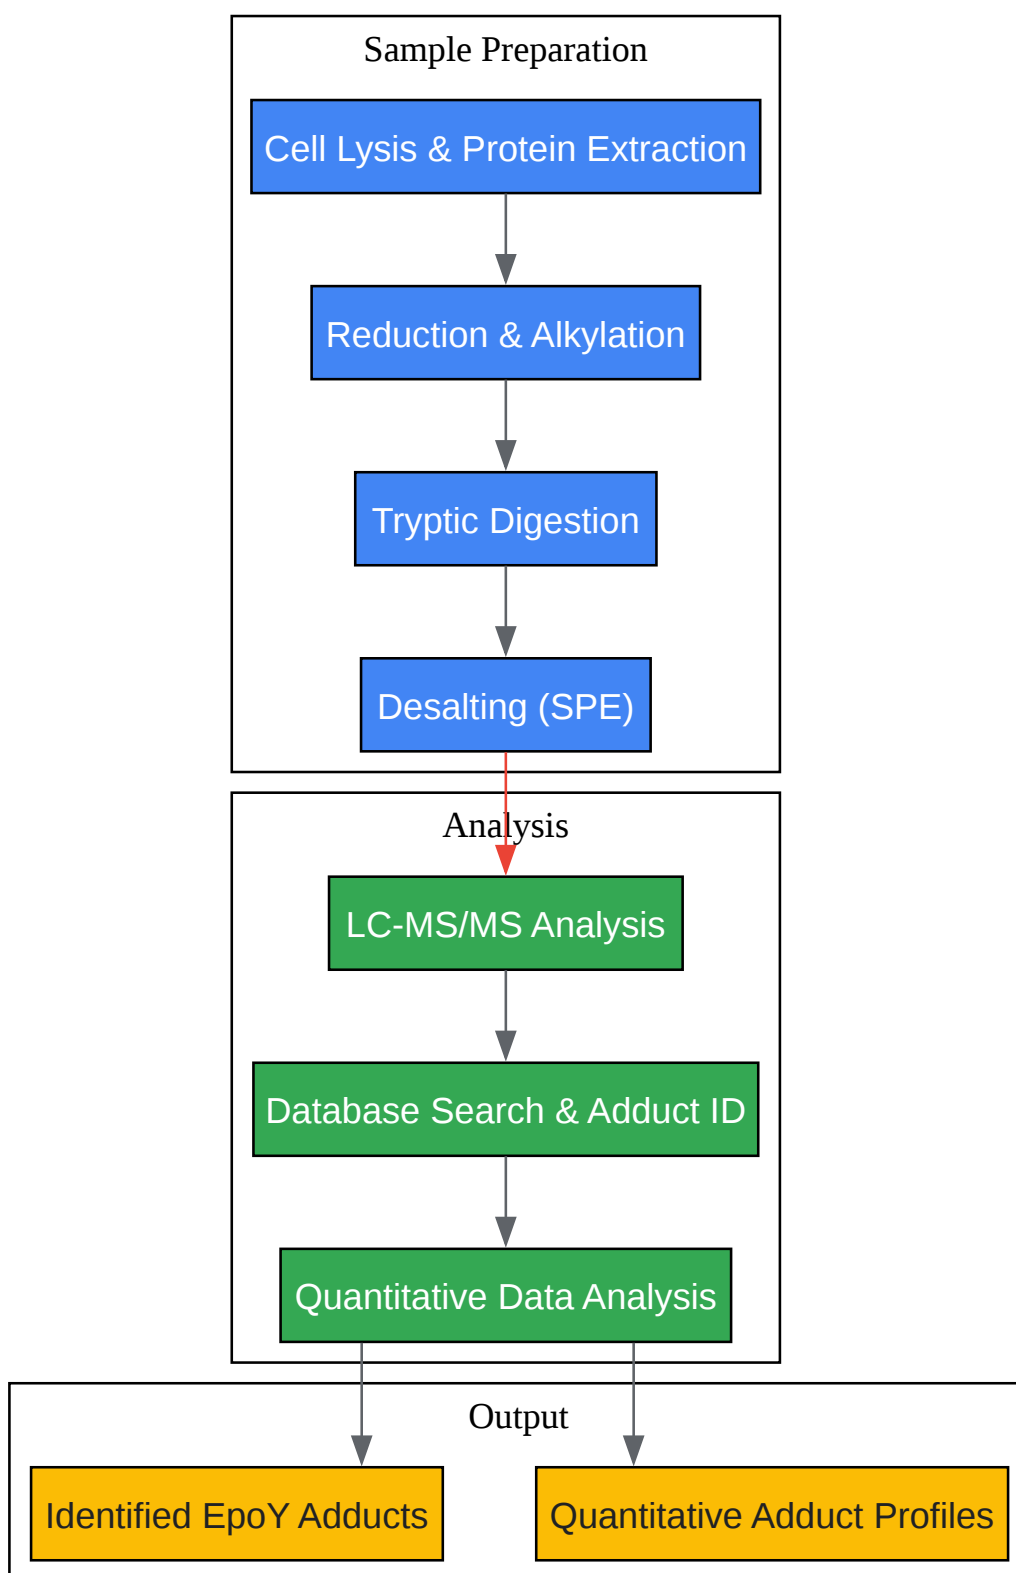 Sample Preparation
Cell Lysis & Protein Extraction
Reduction & Alkylation
Tryptic Digestion
Desalting (SPE)
Analysis
LC-MS/MS Analysis
Database Search & Adduct ID
Quantitative Data Analysis
Output
Identified EpoY Adducts
Quantitative Adduct Profiles